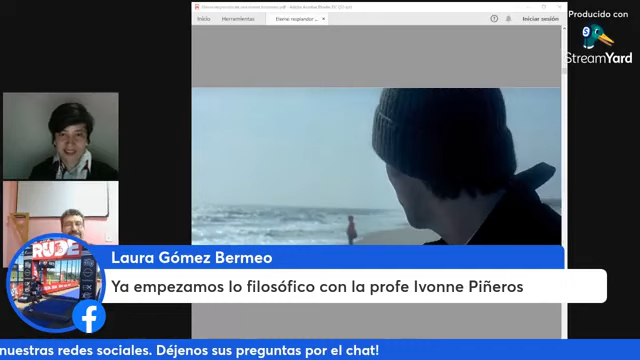 Inicio
Herramientas
Iniciar sesión
Producido con
StreamYard
RUDE
Laura Gómez Bermeo
Ya empezamos lo filosófico con la profe Ivonne Piñeros
nuestras redes sociales. Déjenos sus preguntas por el chat!